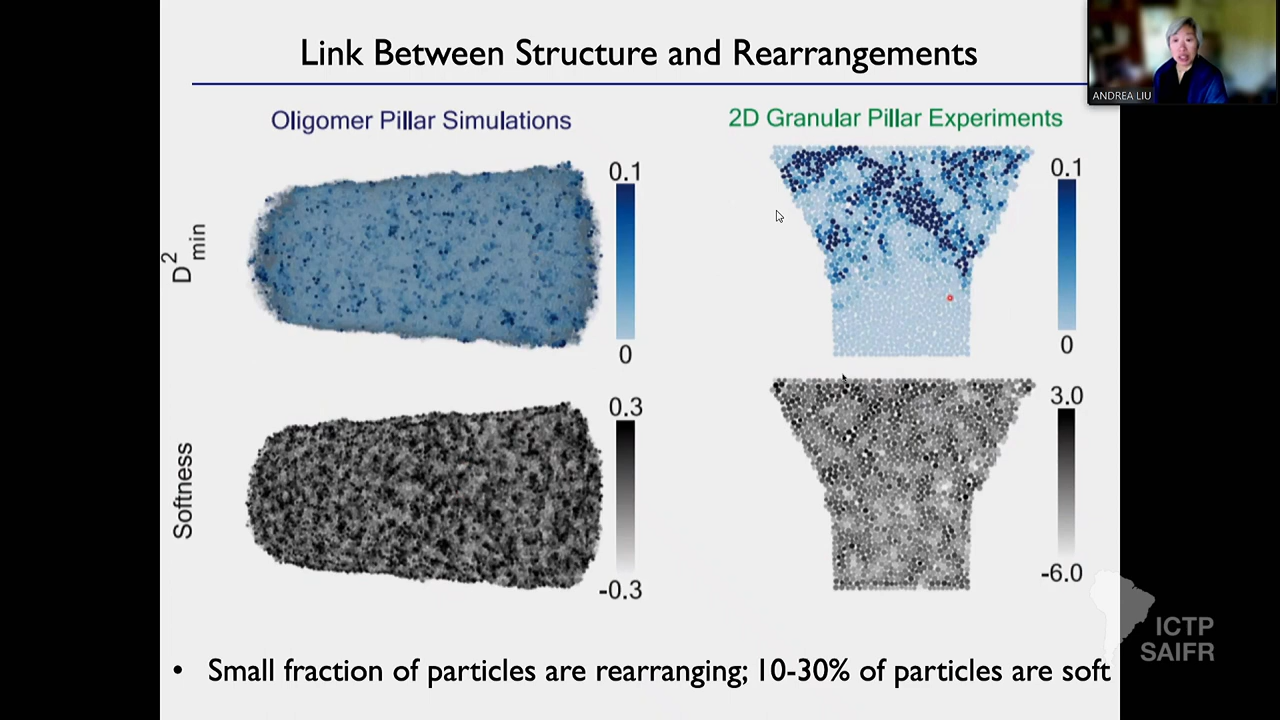 Link Between Structure and Rearrangements
ANDREA LIU
Oligomer Pillar Simulations
2D Granular Pillar Experiments
D²min
0.1
0
0.1
0
Softness
0.3
-0.3
3.0
-6.0
ICTP
SAIFR
• Small fraction of particles are rearranging; 10-30% of particles are soft